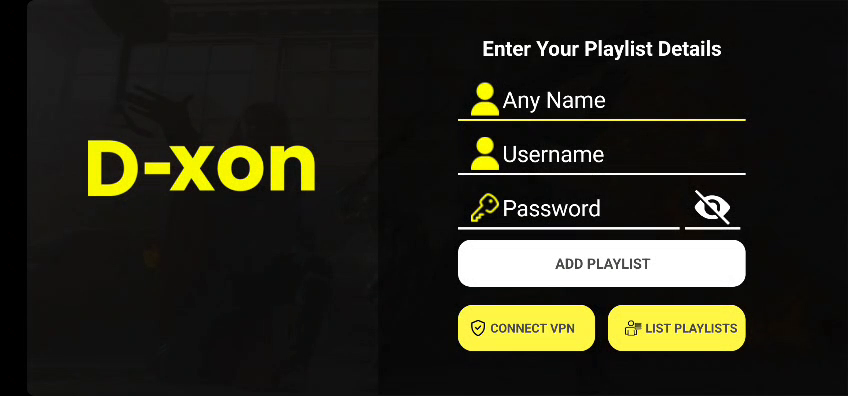 D-xon
Enter Your Playlist Details
Any Name
Username
Password
ADD PLAYLIST
CONNECT VPN
LIST PLAYLISTS